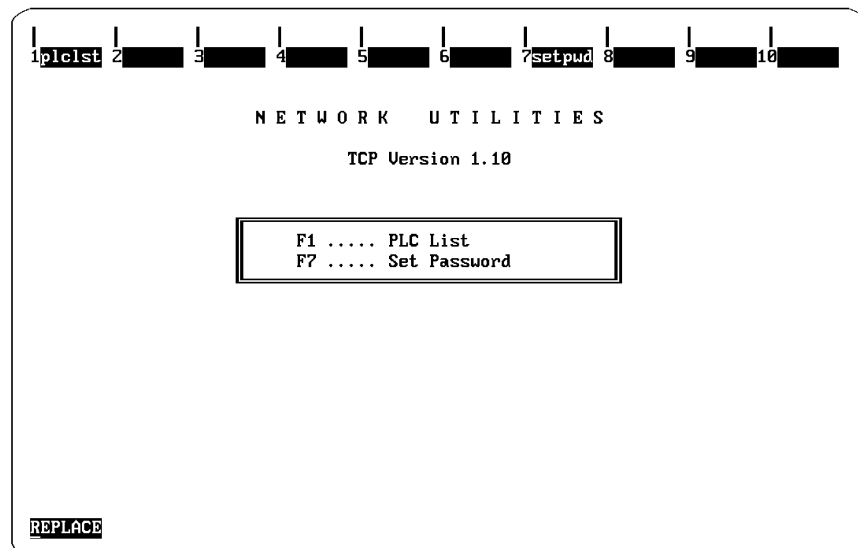 1plclst 2 3 4 5 6 7setpwd 8 9 10
N E T W O R K U T I L I T I E S
TCP Version 1.10
F1 ..... PLC List
F7 ..... Set Password
REPLACE